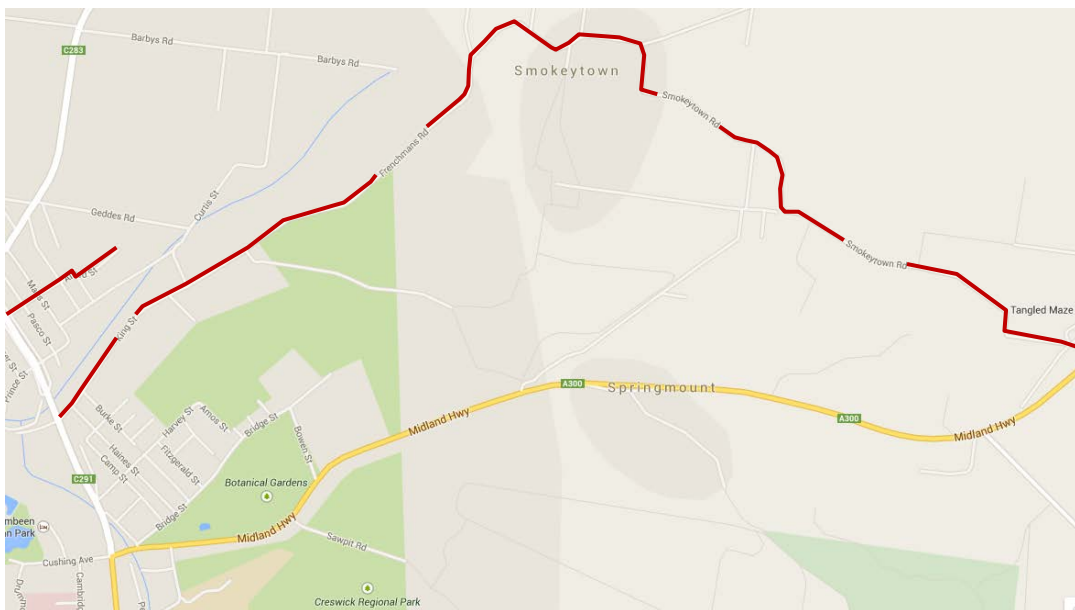 Barbys Rd
C283
Barbys Rd
Smokeytown
Smokeytown Rd
Frenchmans Rd
Curtis St
Geddes Rd
Smokeytown Rd
Tangled Maze
Pasco St
King St
Prince St
A300
Springmount
Burke St
Harvey St
Amos St
Bridge St
Midland Hwy
A300
Midland Hwy
Bowen St
Haines St
Camp St
Fitzgerald St
C291
Botanical Gardens
Bridge St
Midland Hwy
Sawpit Rd
mbeen
n Park
Cushing Ave
Creswick Regional Park